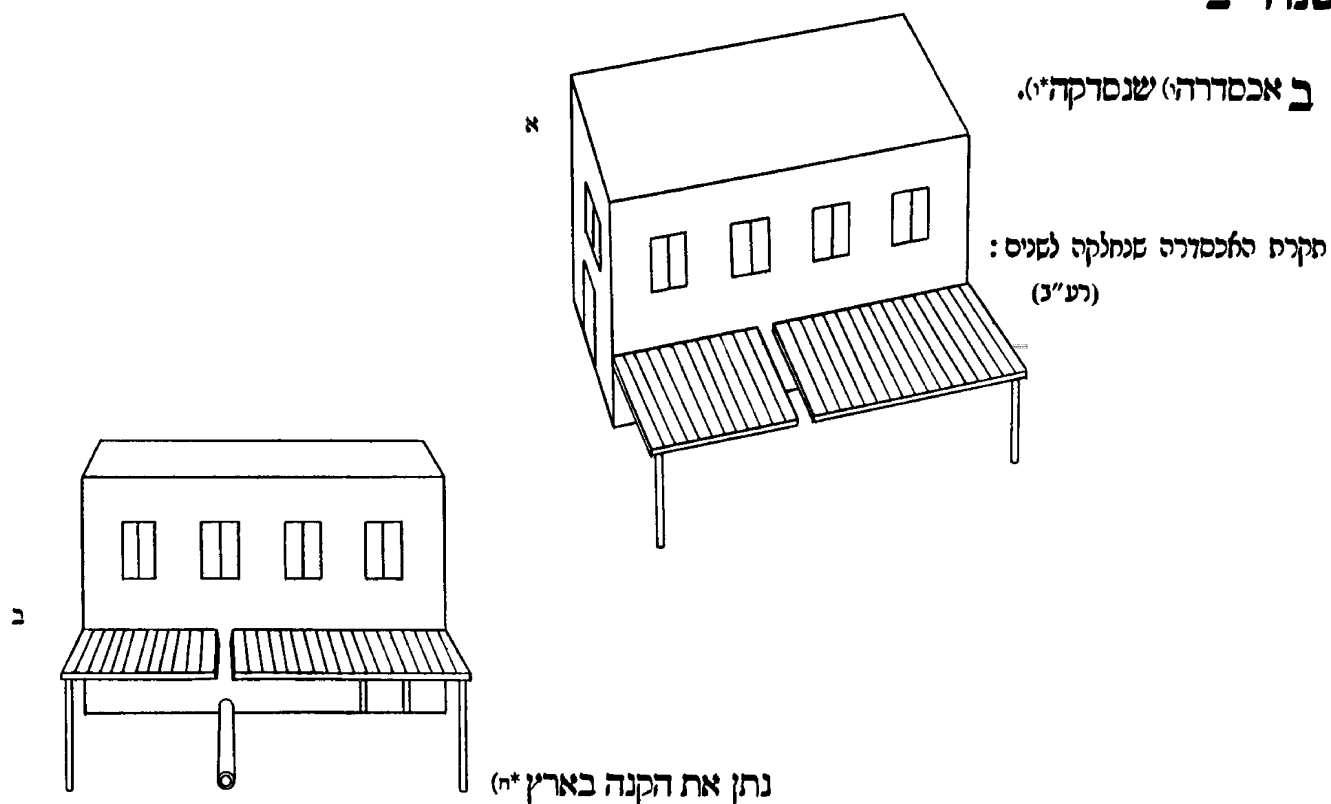 ב אכסדרה(ו שנסדקה*ו).
א
תקרת האכסדרה שנחלקה לשנים :
(רע"ב)
ב
נתן את הקנה בארץ *ח)